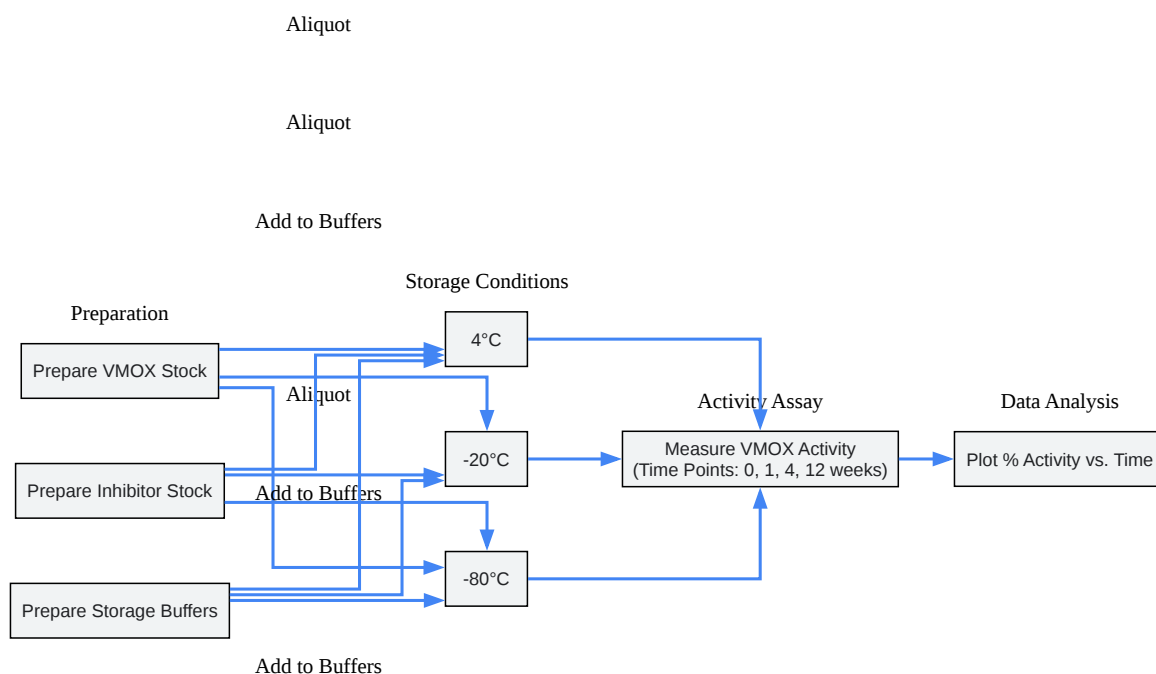 Aliquot
Aliquot
Add to Buffers
Storage Conditions
Preparation
4°C
Prepare VMOX Stock
Aliquot
Activity Assay
Data Analysis
-20°C
Measure VMOX Activity
(Time Points: 0, 1, 4, 12 weeks)
Plot % Activity vs. Time
Prepare Inhibitor Stock
Add to Buffers
-80°C
Prepare Storage Buffers
Add to Buffers